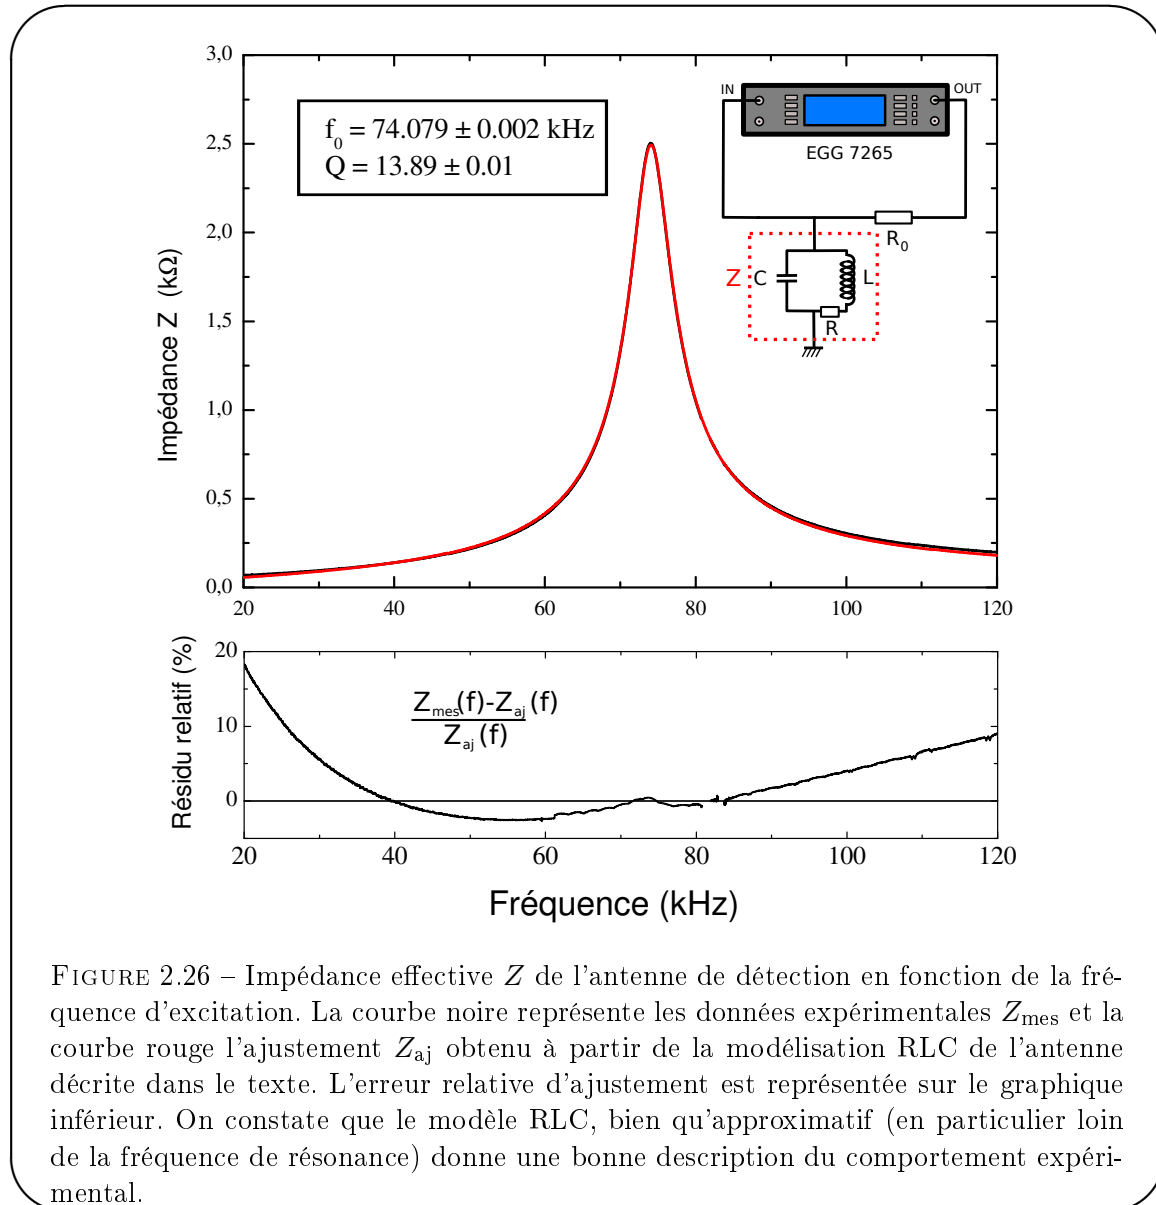 3,0
2,5
2,0
1,5
1,0
0,5
0,0
Impédance Z (kΩ)
f₀ = 74.079 ± 0.002 kHz
Q = 13.89 ± 0.01
IN
OUT
EGG 7265
R₀
Z
C
L
R
20 40 60 80 100 120
Résidu relatif (%)
20
10
0
Z_mes(f)-Z_aj(f)
Z_aj(f)
20 40 60 80 100 120
Fréquence (kHz)
FIGURE 2.26 – Impédance effective Z de l'antenne de détection en fonction de la fré-
quence d'excitation. La courbe noire représente les données expérimentales Z_mes et la
courbe rouge l'ajustement Z_aj obtenu à partir de la modélisation RLC de l'antenne
décrite dans le texte. L'erreur relative d'ajustement est représentée sur le graphique
inférieur. On constate que le modèle RLC, bien qu'approximatif (en particulier loin
de la fréquence de résonance) donne une bonne description du comportement expéri-
mental.